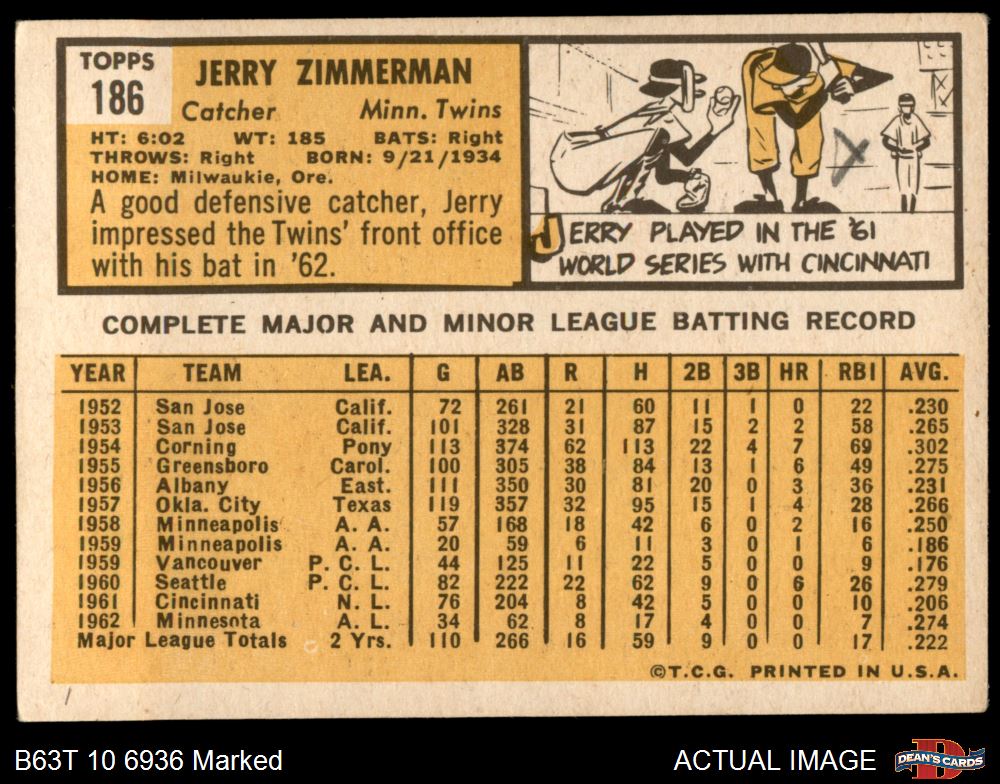 TOPPS
186
JERRY ZIMMERMAN
Catcher Minn. Twins
HT: 6:02 WT: 185 BATS: Right
THROWS: Right BORN: 9/21/1934
HOME: Milwaukie, Ore.
A good defensive catcher, Jerry
impressed the Twins' front office
with his bat in '62.
JERRY PLAYED IN THE '61
WORLD SERIES WITH CINCINNATI
COMPLETE MAJOR AND MINOR LEAGUE BATTING RECORD
YEAR TEAM LEA. G AB R H 2B 3B HR RBI AVG.
1952 San Jose Calif. 72 261 21 60 11 1 0 22 .230
1953 San Jose Calif. 101 328 31 87 15 2 2 58 .265
1954 Corning Pony 113 374 62 113 22 4 7 69 .302
1955 Greensboro Carol. 100 305 38 84 13 1 6 49 .275
1956 Albany East. 111 350 30 81 20 0 3 36 .231
1957 Okla. City Texas 119 357 32 95 15 1 4 28 .266
1958 Minneapolis A. A. 57 168 18 42 6 0 2 16 .250
1959 Minneapolis A. A. 20 59 6 11 3 0 1 6 .186
1959 Vancouver P. C. L. 44 125 11 22 5 0 0 9 .176
1960 Seattle P. C. L. 82 222 22 62 9 0 6 26 .279
1961 Cincinnati N. L. 76 204 8 42 5 0 0 10 .206
1962 Minnesota A. L. 34 62 8 17 4 0 0 7 .274
Major League Totals 2 Yrs. 110 266 16 59 9 0 0 17 .222
©T.C.G. PRINTED IN U.S.A.
B63T 10 6936 Marked
ACTUAL IMAGE
D
DEAN'S CARDS